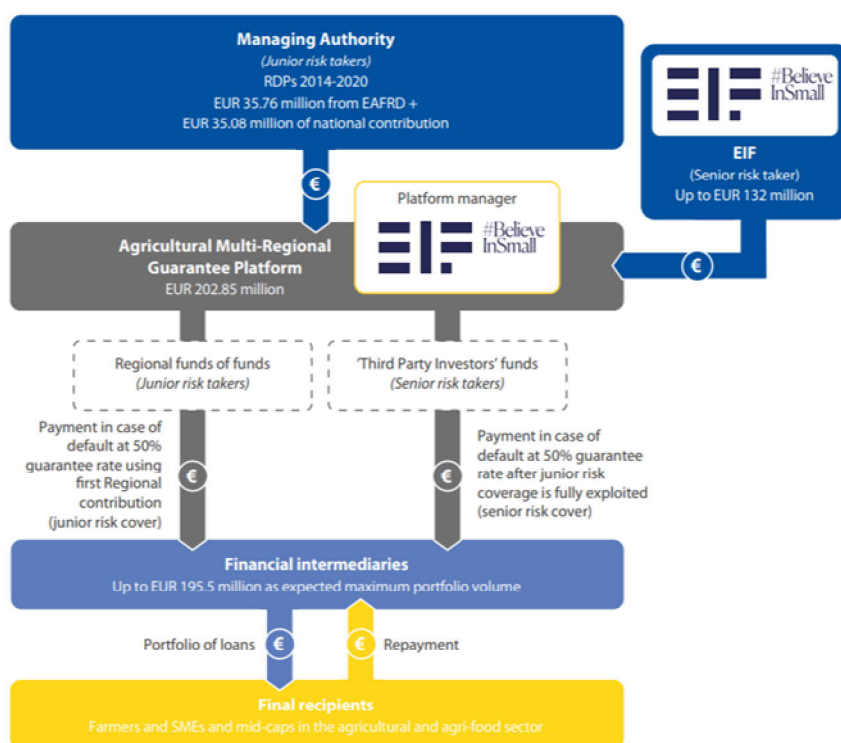 Managing Authority
(Junior risk takers)
RDPs 2014-2020
EUR 35.76 million from EAFRD +
EUR 35.08 million of national contribution
EIF
#Believe
InSmall
EIF
(Senior risk taker)
Up to EUR 132 million
€
Platform manager
EIF
#Believe
InSmall
Agricultural Multi-Regional
Guarantee Platform
EUR 202.85 million
€
Regional funds of funds
(Junior risk takers)
'Third Party Investors' funds
(Senior risk takers)
Payment in case of
default at 50%
guarantee rate using
first Regional
contribution
(junior risk cover)
€
€
Payment in case of
default at 50% guarantee
rate after junior risk
coverage is fully exploited
(senior risk cover)
Financial intermediaries
Up to EUR 195.5 million as expected maximum portfolio volume
Portfolio of loans
€
€
Repayment
Final recipients
Farmers and SMEs and mid-caps in the agricultural and agri-food sector